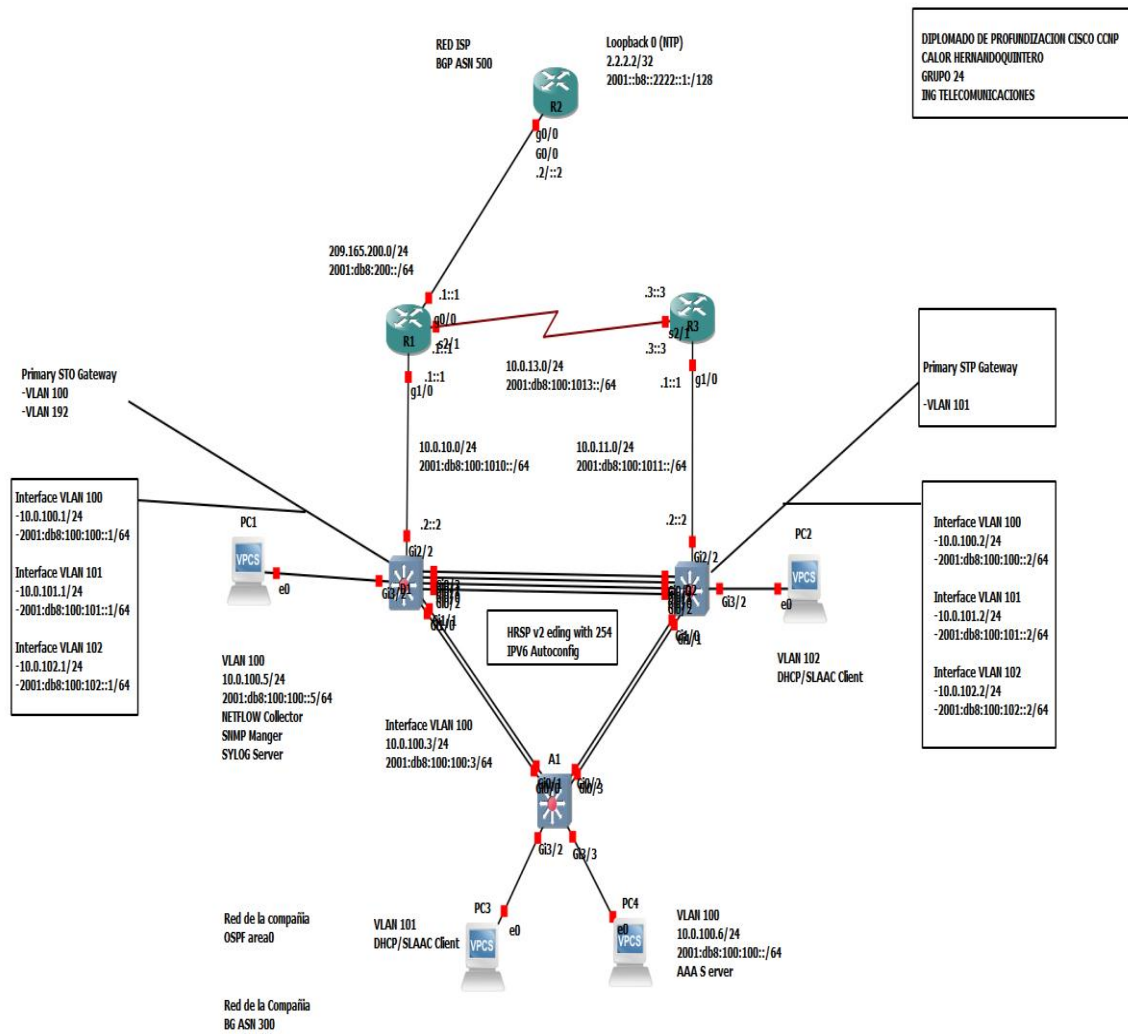 RED ISP
BGP ASN 500
Loopback 0 (NTP)
2.2.2.2/32
2001::b8::2222::1:/128
DIPLOMADO DE PROFUNDIZACION CISCO CCNP
CALOR HERNANDOQUINTERO
GRUPO 24
ING TELECOMUNICACIONES
R2
g0/0
G0/0
.2/::2
209.165.200.0/24
2001:db8:200::/64
.1::1
g0/0
R1
s2/1
.1::1
.1::1
g1/0
.3::3
R3
s2/1
.3::3
.1::1
g1/0
10.0.13.0/24
2001:db8:100:1013::/64
Primary STO Gateway
-VLAN 100
-VLAN 192
Primary STP Gateway
-VLAN 101
10.0.10.0/24
2001:db8:100:1010::/64
10.0.11.0/24
2001:db8:100:1011::/64
Interface VLAN 100
-10.0.100.1/24
-2001:db8:100:100::1/64
Interface VLAN 101
-10.0.101.1/24
-2001:db8:100:101::1/64
Interface VLAN 102
-10.0.102.1/24
-2001:db8:100:102::1/64
PC1
VPCS
e0
.2::2
Gi2/2
D1
Gi3/2
.2::2
Gi2/2
D2
Gi3/2
PC2
VPCS
e0
Interface VLAN 100
-10.0.100.2/24
-2001:db8:100:100::2/64
Interface VLAN 101
-10.0.101.2/24
-2001:db8:100:101::2/64
Interface VLAN 102
-10.0.102.2/24
-2001:db8:100:102::2/64
HRSP v2 eding with 254
IPV6 Autoconfig
VLAN 100
10.0.100.5/24
2001:db8:100:100::5/64
NETFLOW Collector
SNMP Manger
SYLOG Server
VLAN 102
DHCP/SLAAC Client
Interface VLAN 100
10.0.100.3/24
2001:db8:100:100:3/64
A1
Gi0/1
Gi0/0
Gi0/2
Gi0/3
Gi3/2
Gi3/3
PC3
VPCS
e0
PC4
VPCS
e0
VLAN 101
DHCP/SLAAC Client
VLAN 100
10.0.100.6/24
2001:db8:100:100::/64
AAA S erver
Red de la compañia
OSPF area0
Red de la Compañia
BG ASN 300